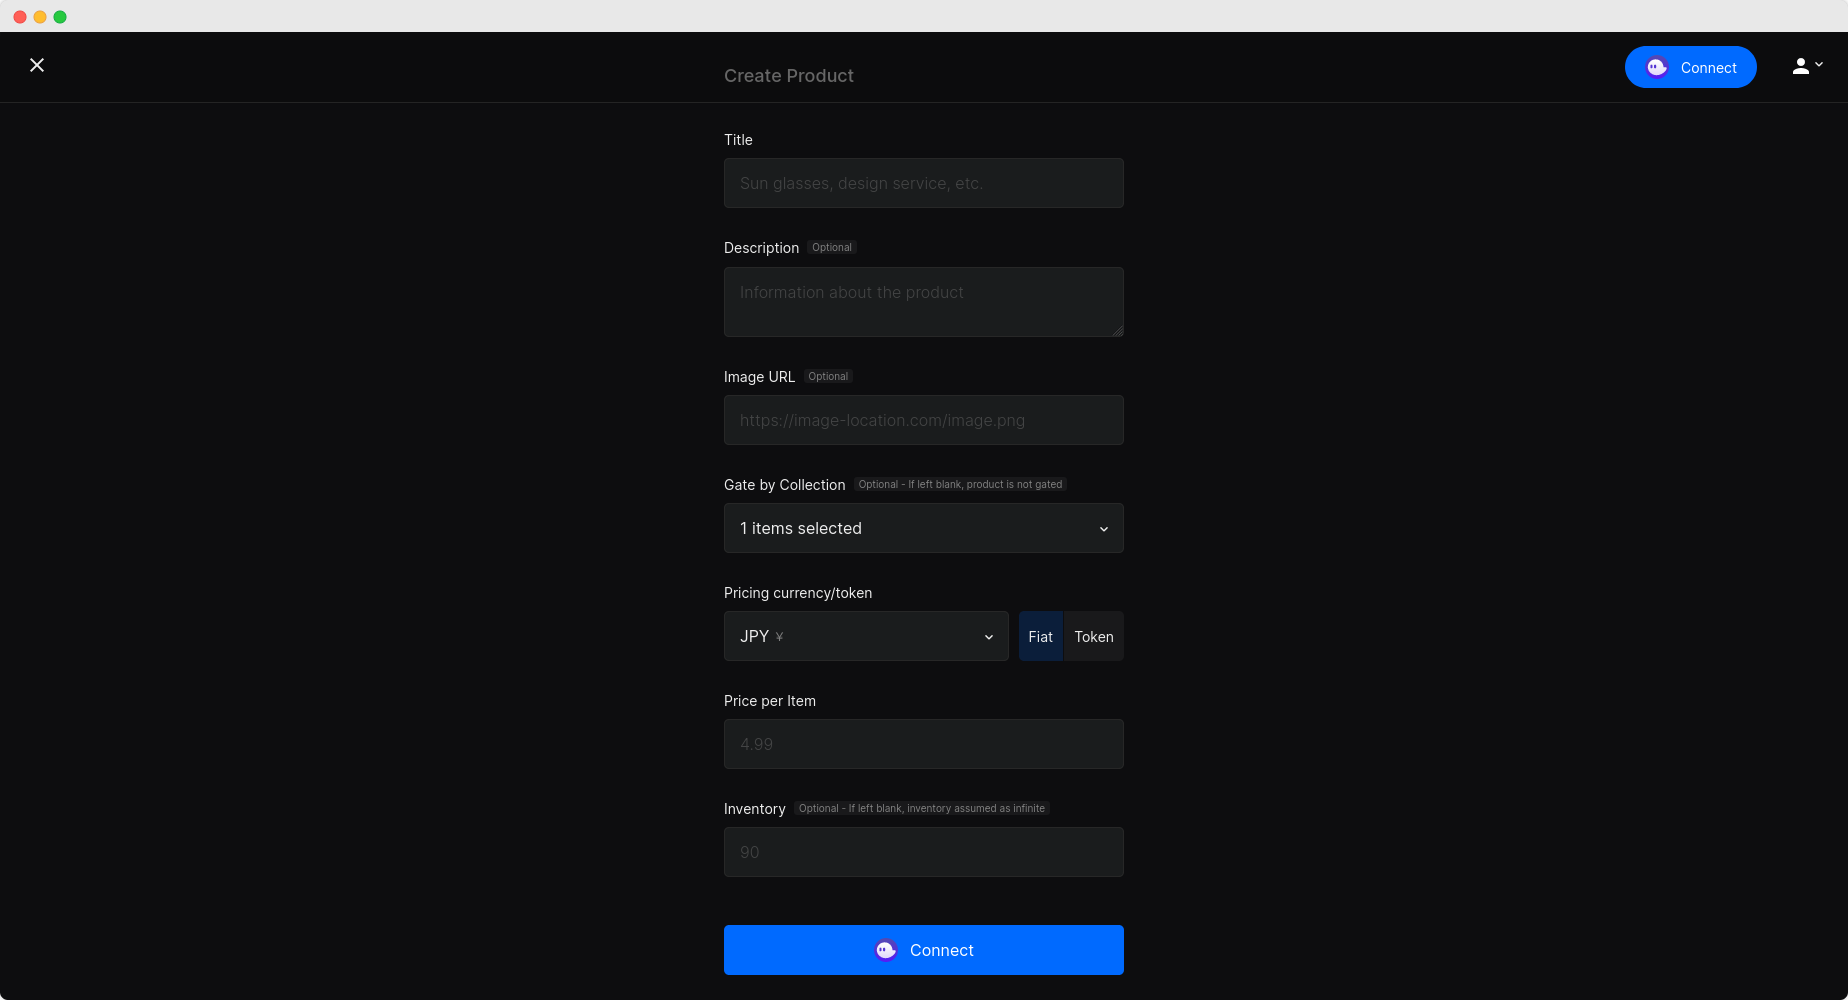 Create Product
Connect
Title
Sun glasses, design service, etc.
Description Optional
Information about the product
Image URL Optional
https://image-location.com/image.png
Gate by Collection Optional - If left blank, product is not gated
1 items selected
Pricing currency/token
JPY ¥ Fiat Token
Price per Item
4.99
Inventory Optional - If left blank, inventory assumed as infinite
90
Connect